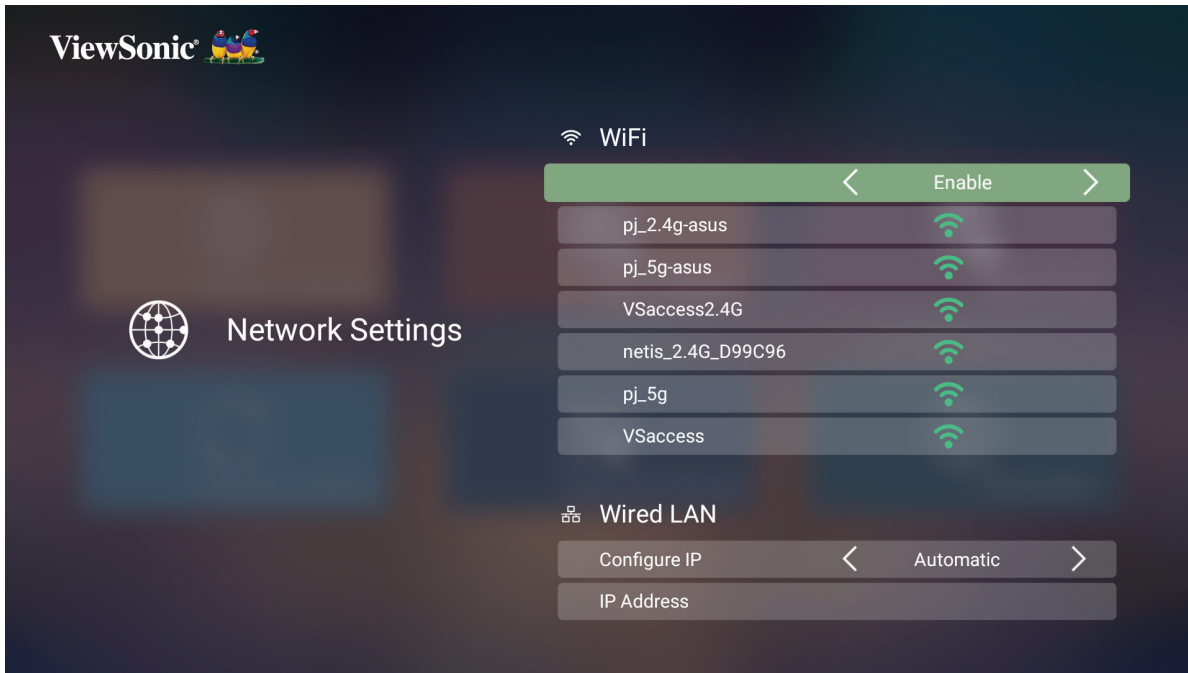 ViewSonic®
WiFi
Enable
pj_2.4g-asus
pj_5g-asus
VSaccess2.4G
Network Settings
netis_2.4G_D99C96
pj_5g
VSaccess
Wired LAN
Configure IP Automatic
IP Address